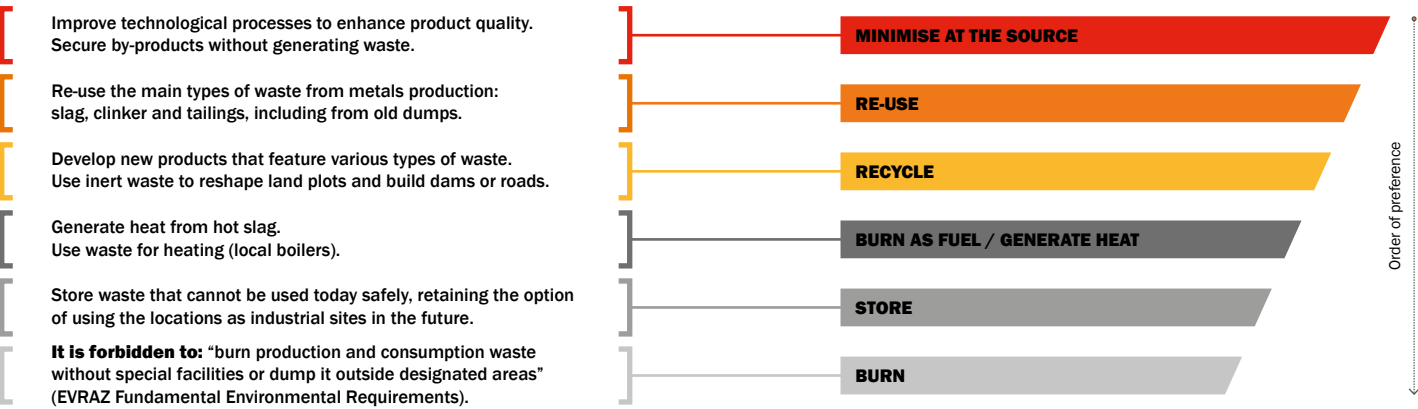 Improve technological processes to enhance product quality.
Secure by-products without generating waste.
MINIMISE AT THE SOURCE
Re-use the main types of waste from metals production:
slag, clinker and tailings, including from old dumps.
RE-USE
Develop new products that feature various types of waste.
Use inert waste to reshape land plots and build dams or roads.
RECYCLE
Generate heat from hot slag.
Use waste for heating (local boilers).
BURN AS FUEL / GENERATE HEAT
Store waste that cannot be used today safely, retaining the option
of using the locations as industrial sites in the future.
STORE
It is forbidden to: “burn production and consumption waste
without special facilities or dump it outside designated areas”
(EVRAZ Fundamental Environmental Requirements).
BURN
Order of preference